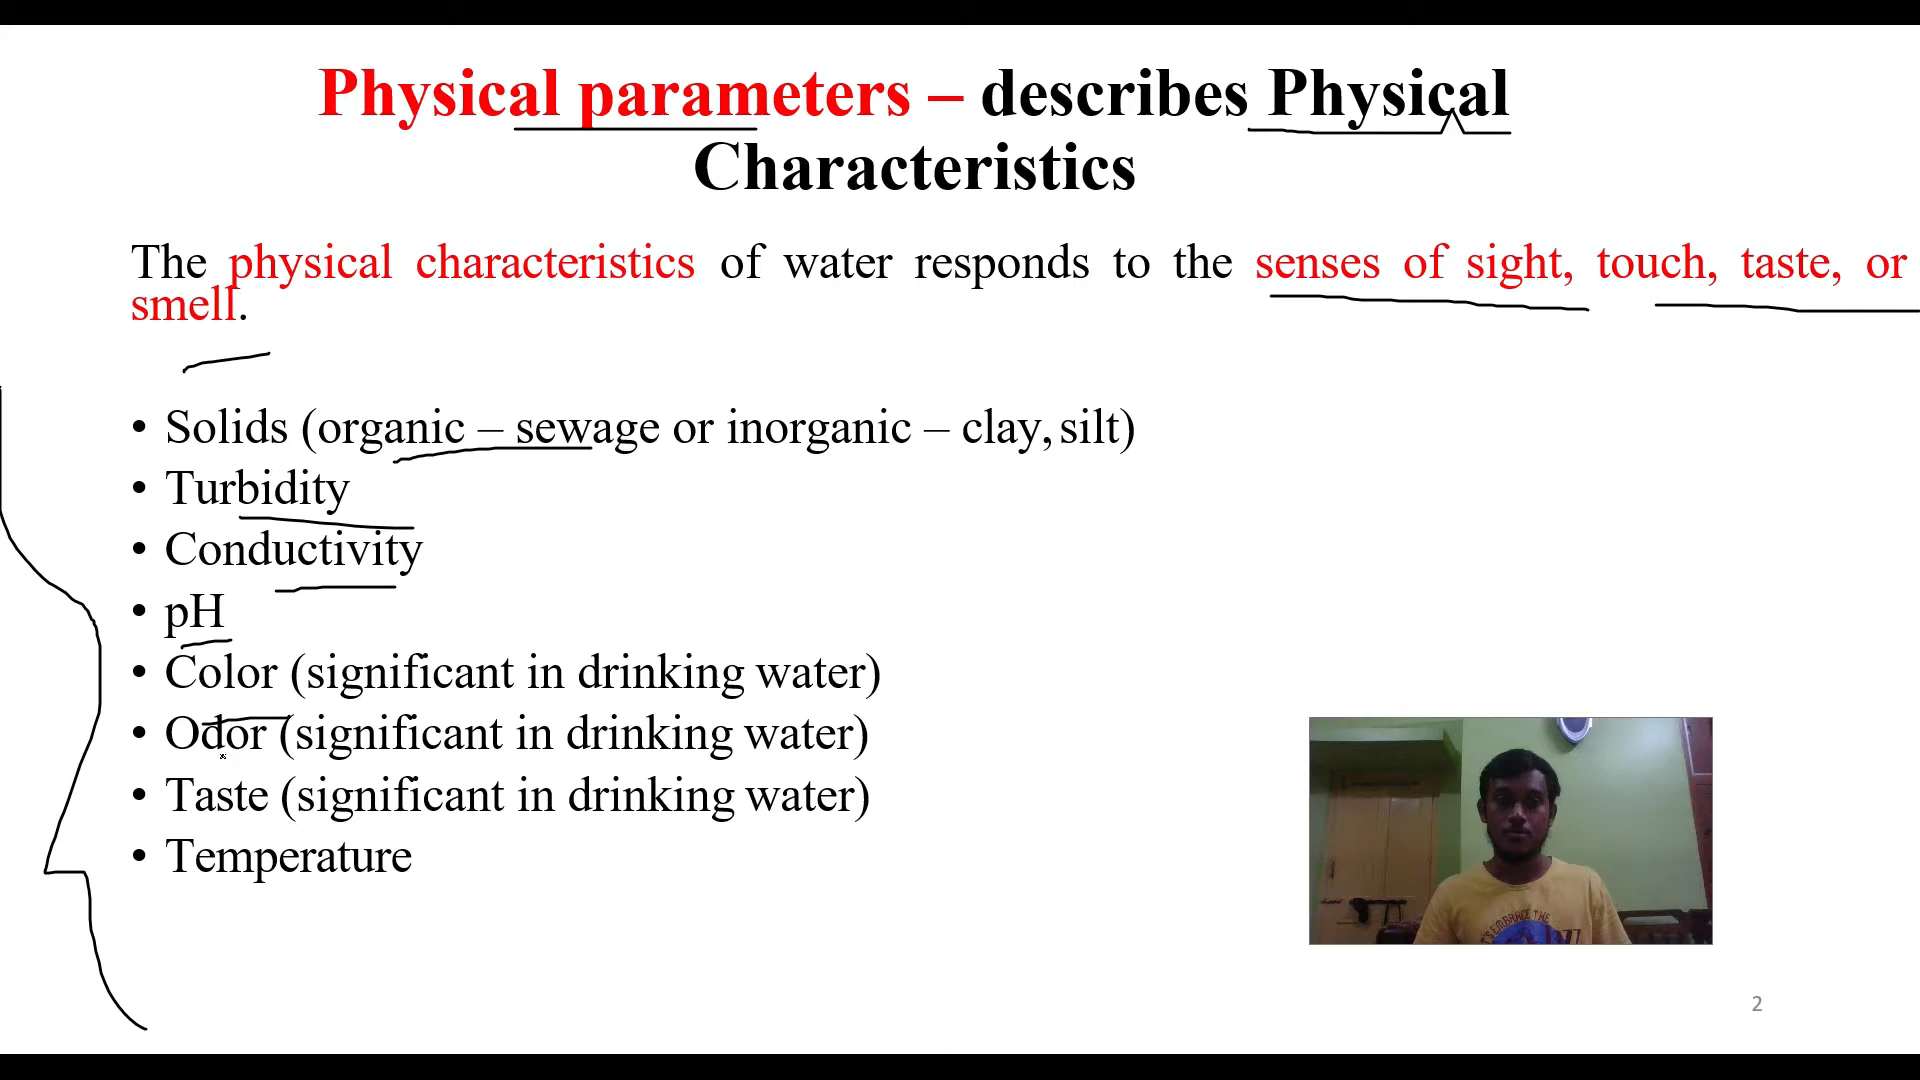 Physical parameters – describes Physical
Characteristics
The physical characteristics of water responds to the senses of sight, touch, taste, or
smell.
• Solids (organic – sewage or inorganic – clay, silt)
• Turbidity
• Conductivity
• pH
• Color (significant in drinking water)
• Odor (significant in drinking water)
• Taste (significant in drinking water)
• Temperature
EMBRACE THE
2